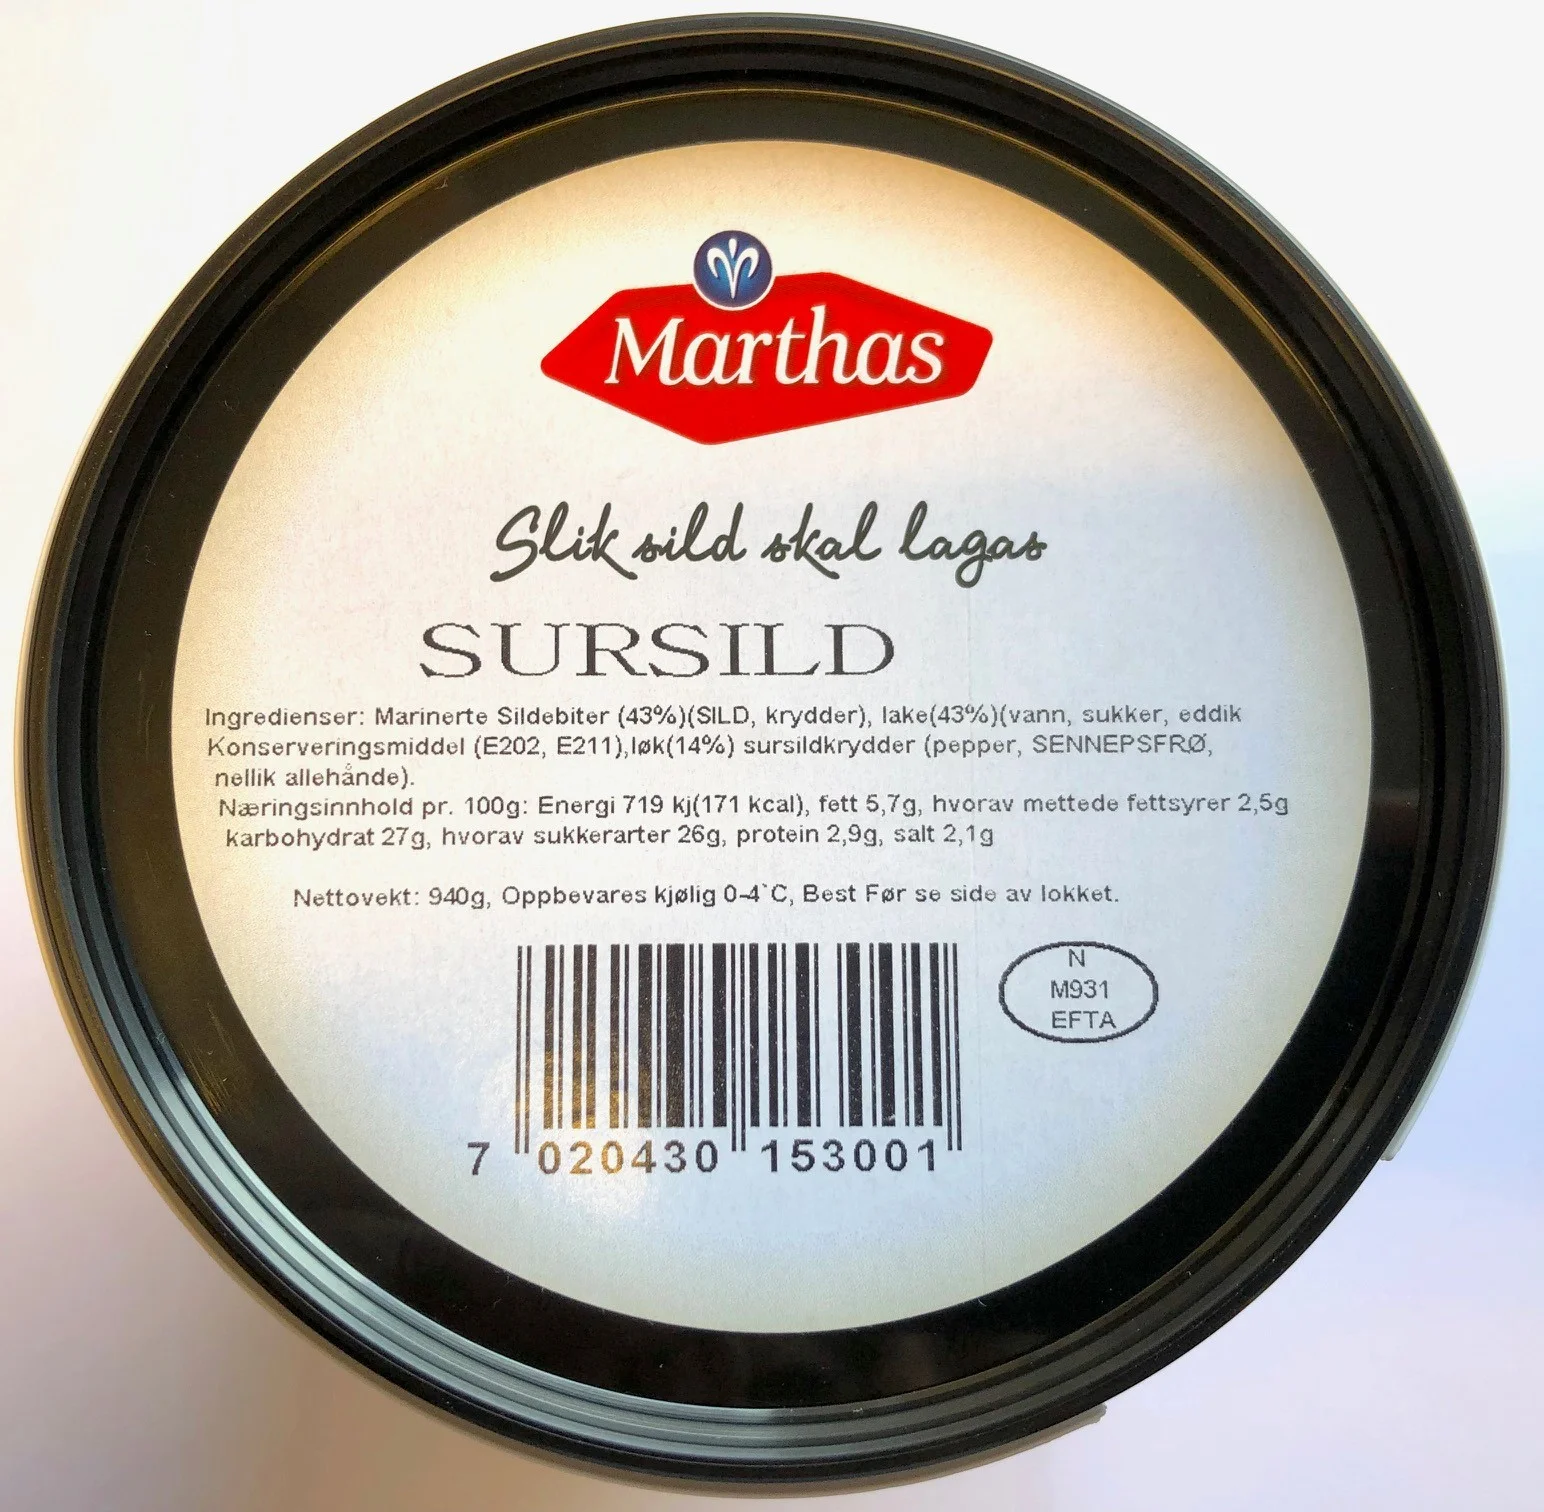 Marthas
Slik sild skal lagas
SURSILD
Ingredienser: Marinerte Sildebiter (43%)(SILD, krydder), lake(43%)(vann, sukker, eddik
Konserveringsmiddel (E202, E211),løk(14%) sursildkrydder (pepper, SENNEPSFRØ,
nellik allehånde).
Næringsinnhold pr. 100g: Energi 719 kj(171 kcal), fett 5,7g, hvorav mettede fettsyrer 2,5g
karbohydrat 27g, hvorav sukkerarter 26g, protein 2,9g, salt 2,1g
Nettovekt: 940g, Oppbevares kjølig 0-4`C, Best Før se side av lokket.
N
M931
EFTA
7 020430 153001